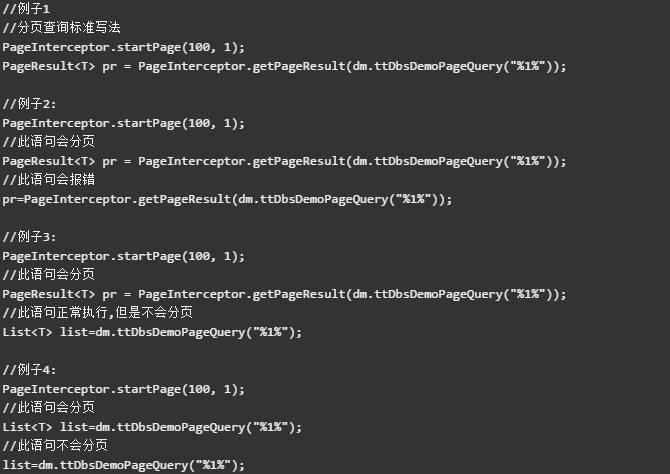 //例子1
//分页查询标准写法
PageInterceptor.startPage(100, 1);
PageResult<T> pr = PageInterceptor.getPageResult(dm.ttDbsDemoPageQuery("%1%"));
//例子2:
PageInterceptor.startPage(100, 1);
//此语句会分页
PageResult<T> pr = PageInterceptor.getPageResult(dm.ttDbsDemoPageQuery("%1%"));
//此语句会报错
pr=PageInterceptor.getPageResult(dm.ttDbsDemoPageQuery("%1%"));
//例子3:
PageInterceptor.startPage(100, 1);
//此语句会分页
PageResult<T> pr = PageInterceptor.getPageResult(dm.ttDbsDemoPageQuery("%1%"));
//此语句正常执行,但是不会分页
List<T> list=dm.ttDbsDemoPageQuery("%1%");
//例子4:
PageInterceptor.startPage(100, 1);
//此语句会分页
List<T> list=dm.ttDbsDemoPageQuery("%1%");
//此语句不会分页
list=dm.ttDbsDemoPageQuery("%1%");